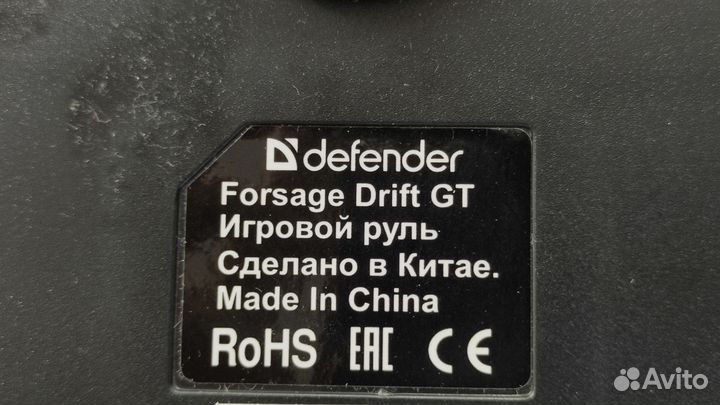 defender
Forsage Drift GT
Игровой руль
Сделано в Китае.
Made In China
RoHS EAC CE
Avito